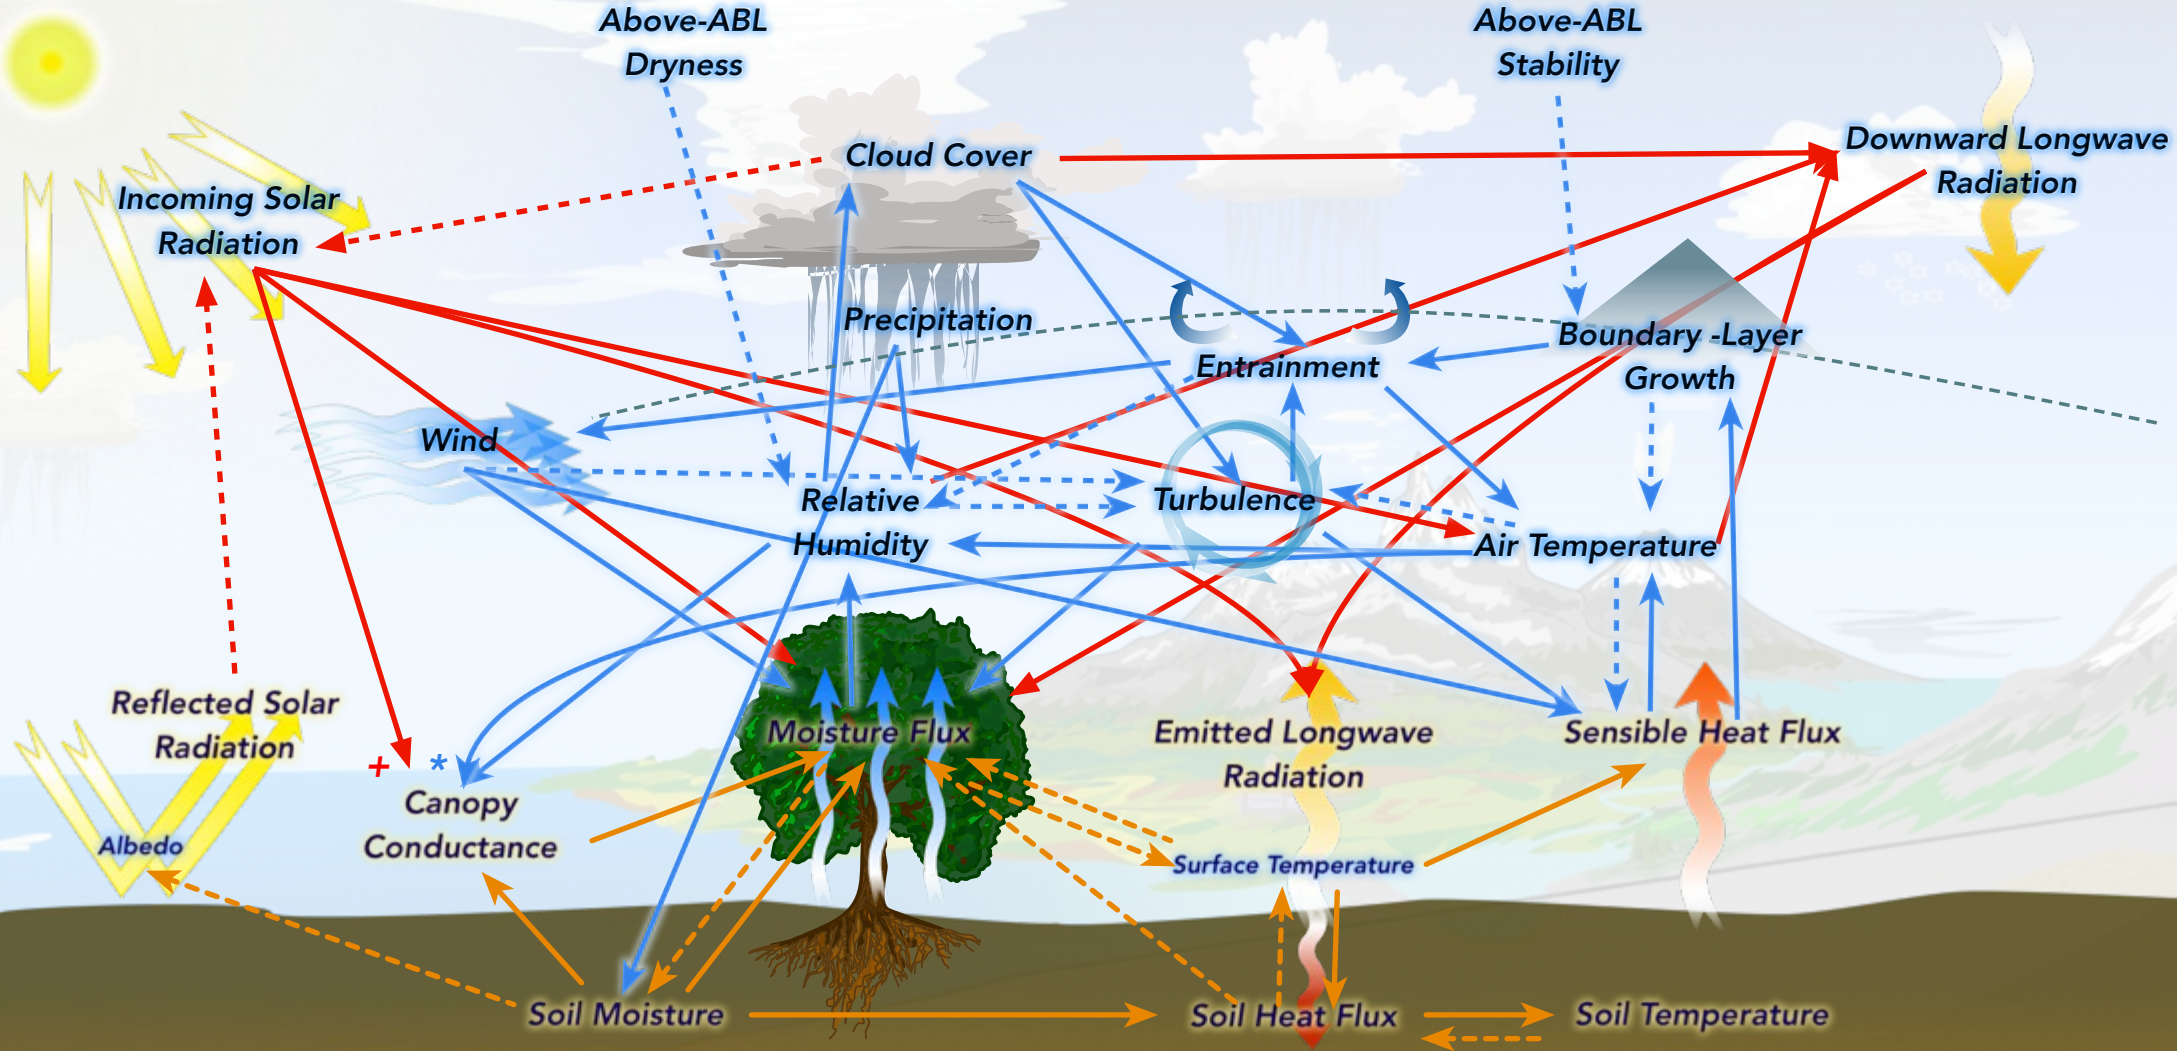 Above-ABL
Dryness
Above-ABL
Stability
Cloud Cover
Downward Longwave
Radiation
Incoming Solar
Radiation
Precipitation
Entrainment
Boundary -Layer
Growth
Wind
Relative
Humidity
Turbulence
Air Temperature
Reflected Solar
Radiation
Moisture Flux
Emitted Longwave
Radiation
Sensible Heat Flux
+ *
Canopy
Conductance
Albedo
Surface Temperature
Soil Moisture
Soil Heat Flux
Soil Temperature